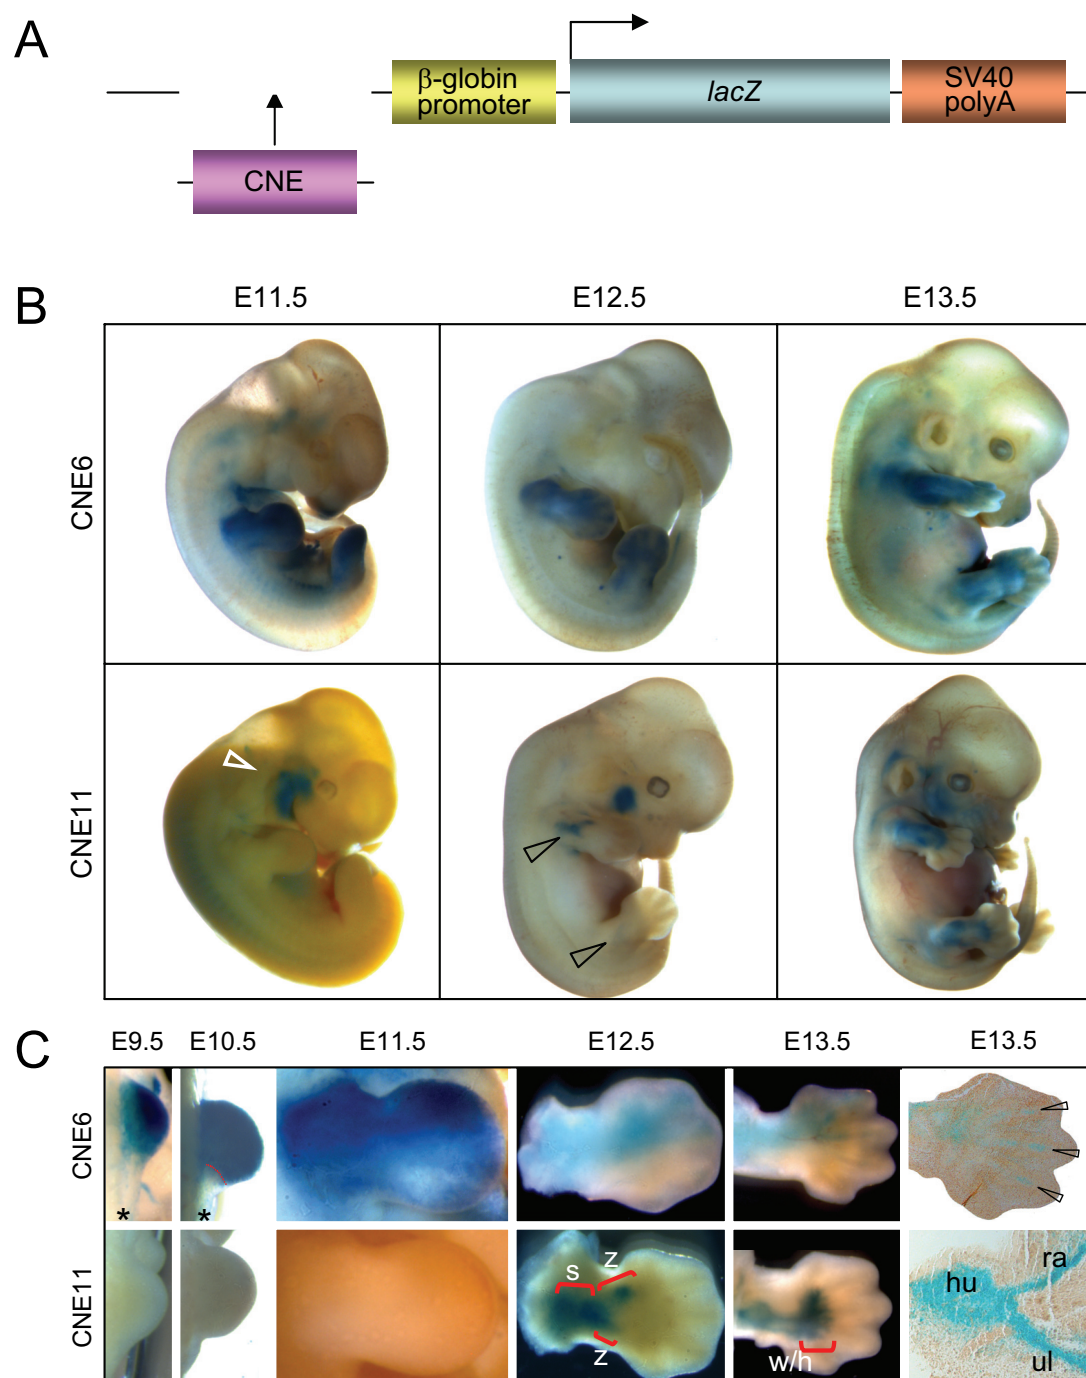 A
β-globin
promoter
lacZ
SV40
polyA
CNE
B
E11.5 E12.5 E13.5
CNE6
CNE11
C
E9.5 E10.5 E11.5 E12.5 E13.5 E13.5
CNE6
* *
CNE11
s z
z
w/h
hu ra
ul